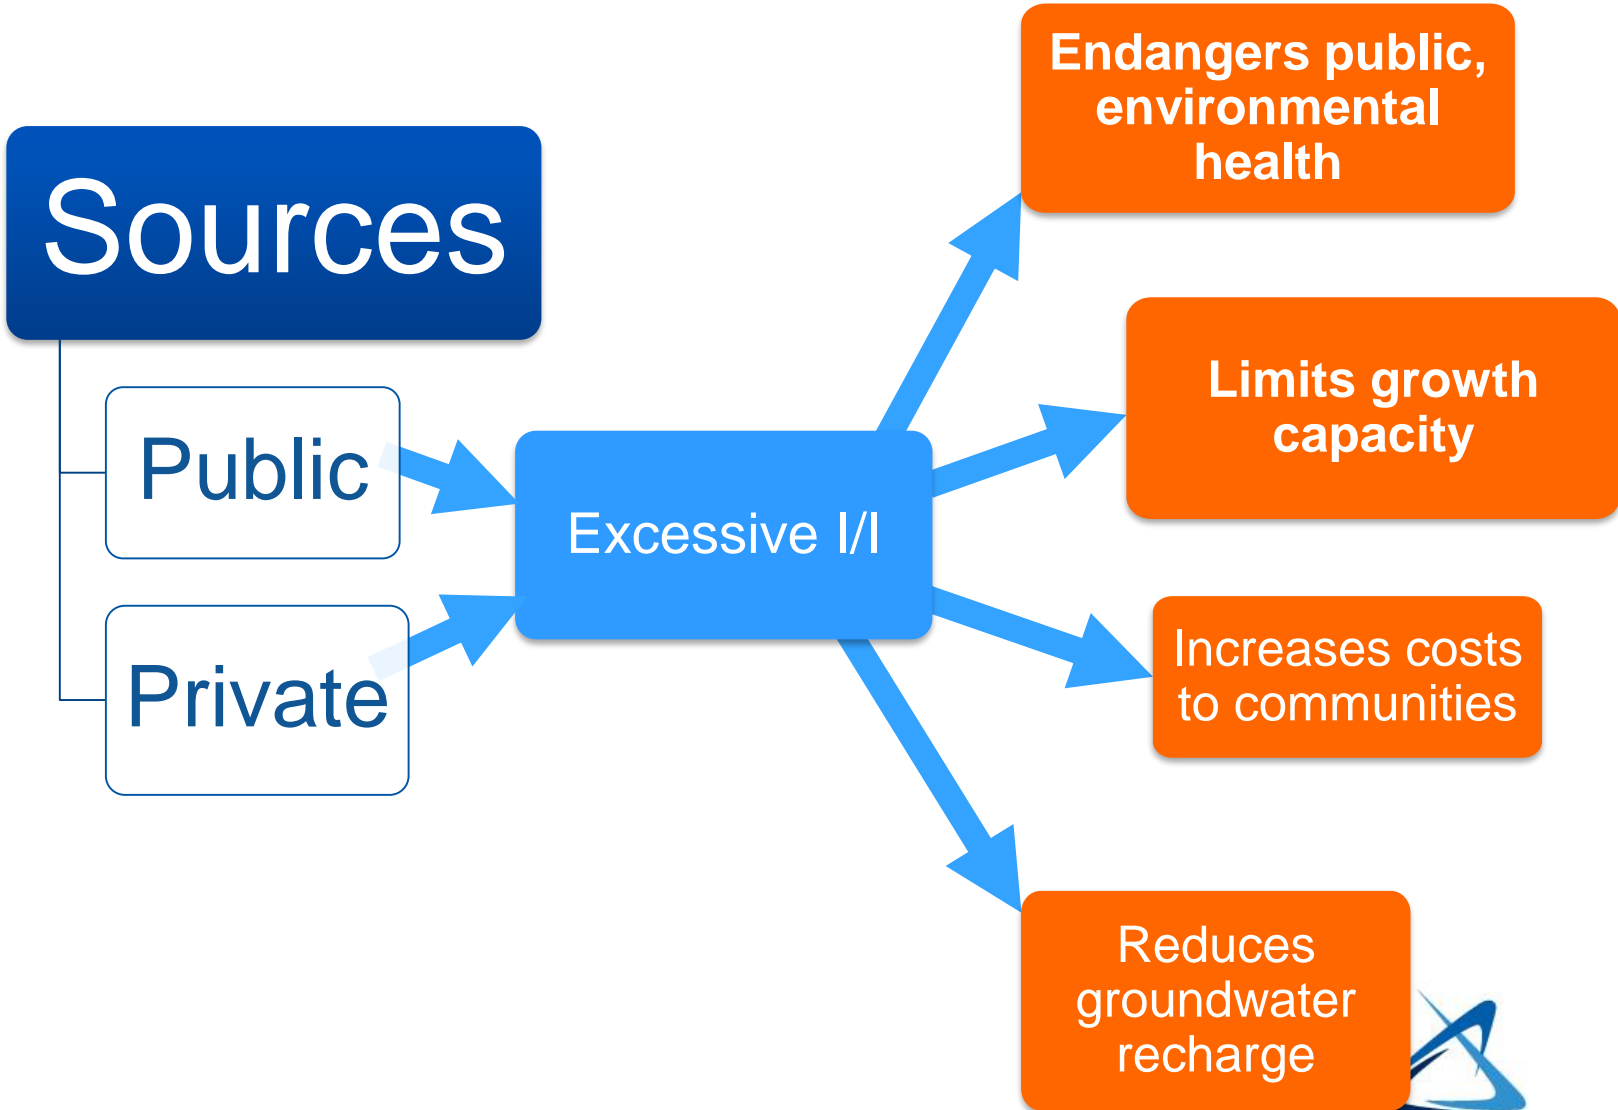 Sources
Public
Private
Excessive I/I
Endangers public,
environmental
health
Limits growth
capacity
Increases costs
to communities
Reduces
groundwater
recharge